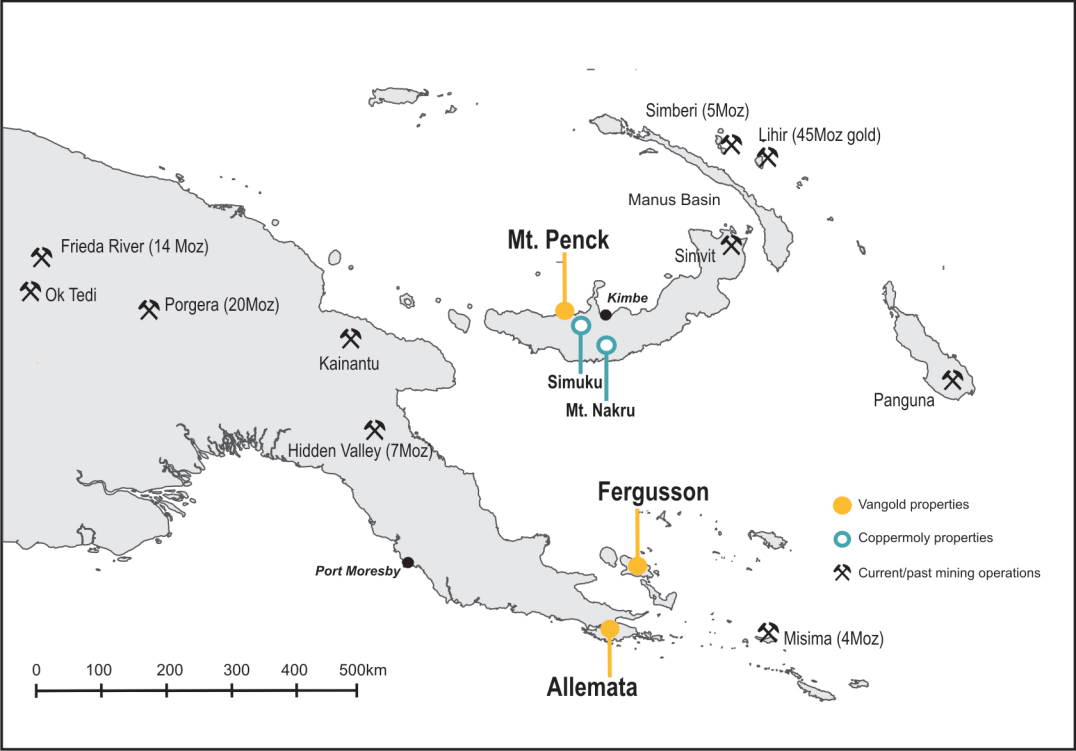 Simberi (5Moz)
Lihir (45Moz gold)
Manus Basin
Mt. Penck
Sinivit
Frieda River (14 Moz)
Ok Tedi
Porgera (20Moz)
Kimbe
Kainantu
Simuku
Mt. Nakru
Panguna
Hidden Valley (7Moz)
Fergusson
Vangold properties
Coppermoly properties
Current/past mining operations
Port Moresby
Misima (4Moz)
Allemata
0 100 200 300 400 500km